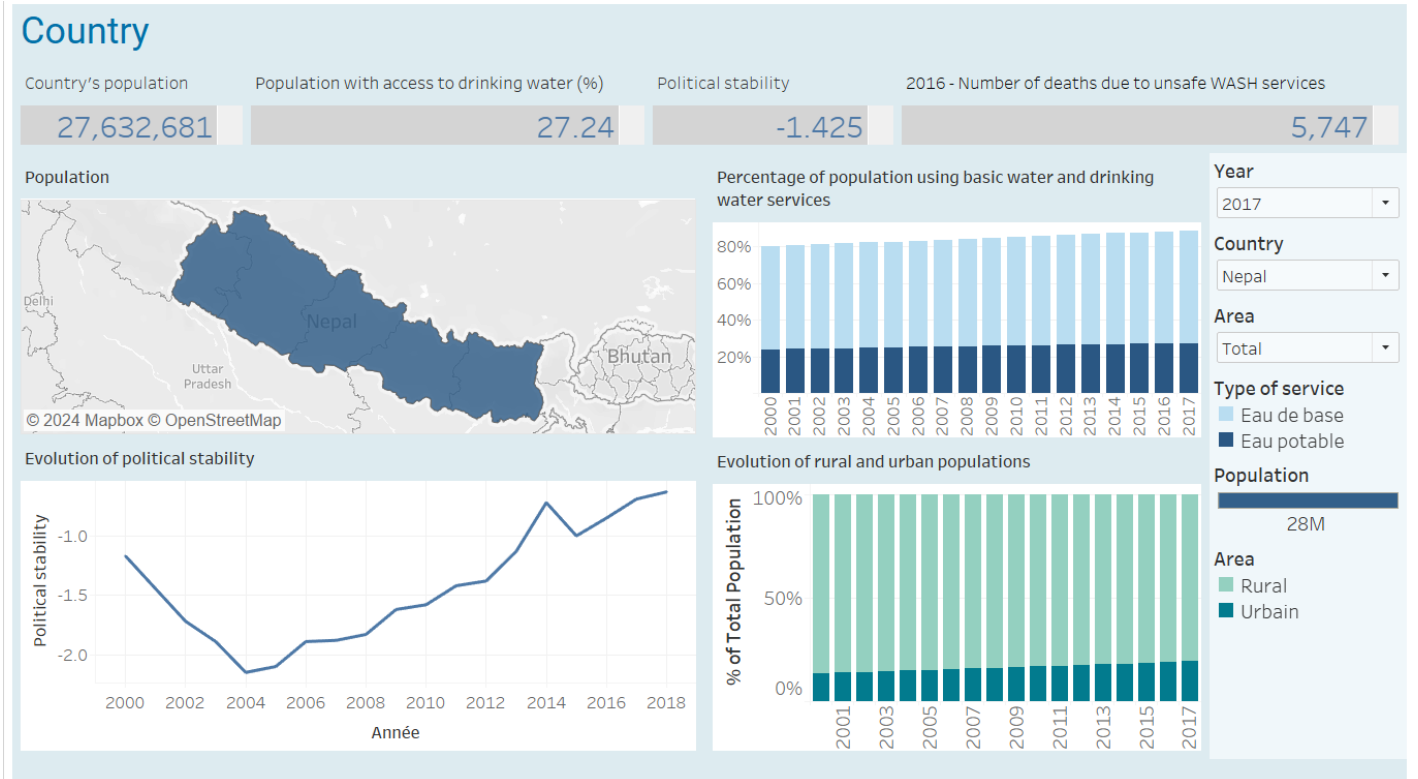 Country
Country's population
Population with access to drinking water (%)
Political stability
2016 - Number of deaths due to unsafe WASH services
27,632,681
27.24
-1.425
5,747
Population
Delhi
Nepal
Uttar
Pradesh
Bhutan
© 2024 Mapbox © OpenStreetMap
Percentage of population using basic water and drinking
water services
80%
60%
40%
20%
2000
2001
2002
2003
2004
2005
2006
2007
2008
2009
2010
2011
2012
2013
2014
2015
2016
2017
Evolution of political stability
Political stability
-1.0
-1.5
-2.0
2000
2002
2004
2006
2008
2010
2012
2014
2016
2018
Année
Evolution of rural and urban populations
% of Total Population
100%
50%
0%
2001
2003
2005
2007
2009
2011
2013
2015
2017
Year
2017
Country
Nepal
Area
Total
Type of service
Eau de base
Eau potable
Population
28M
Area
Rural
Urbain